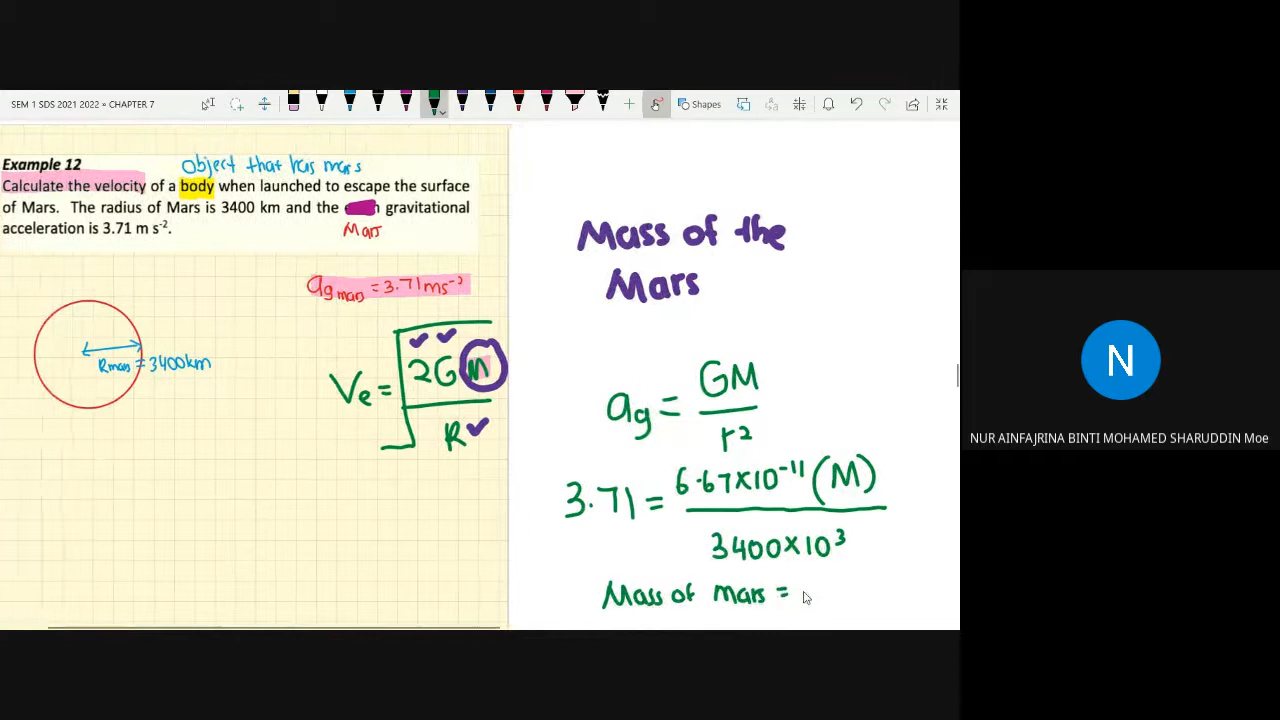 SEM 1 SDS 2021 2022 » CHAPTER 7
Shapes
Example 12
object that has mars
Calculate the velocity of a body when launched to escape the surface
of Mars. The radius of Mars is 3400 km and the gravitational
acceleration is 3.71 m s⁻².
Mars
ag mars = 3.71 ms⁻²
Rmars = 3400km
Ve = √(2GM / R)
Mass of the
Mars
ag = GM / r²
3.71 = 6.67×10⁻¹¹ (M) / 3400×10³
Mass of mars =
N
NUR AINFAJRINA BINTI MOHAMED SHARUDDIN Moe